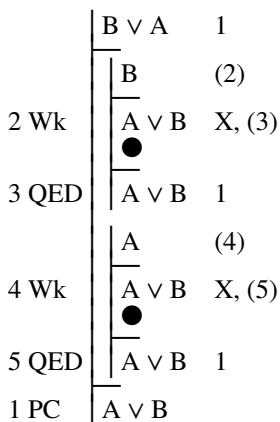 B ∨ A 1
B (2)
2 Wk A ∨ B X, (3)
●
3 QED A ∨ B 1
A (4)
4 Wk A ∨ B X, (5)
●
5 QED A ∨ B 1
1 PC A ∨ B